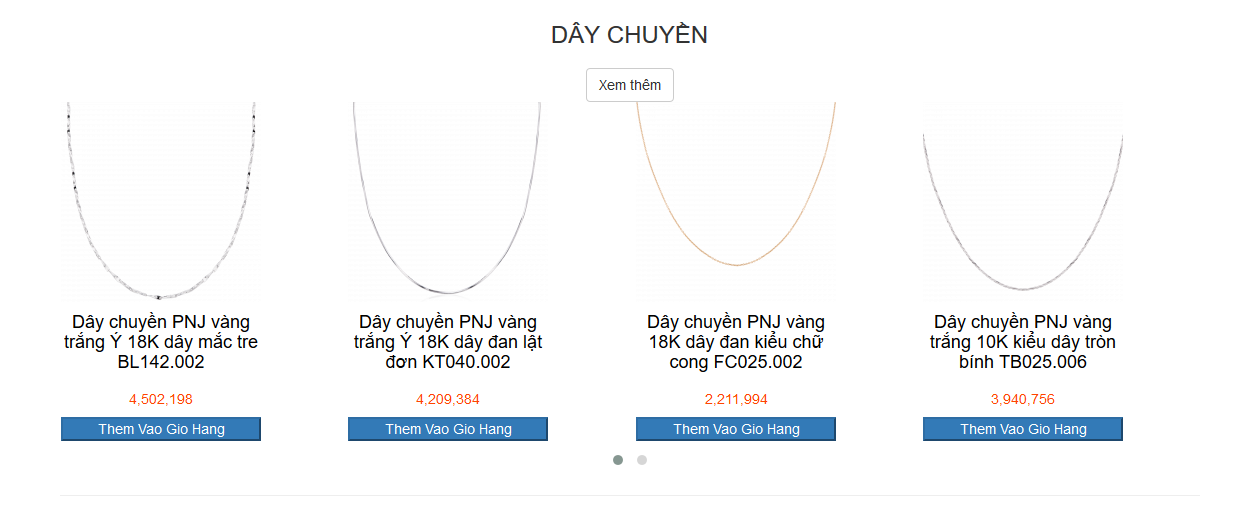 DÂY CHUYỀN
Xem thêm
Dây chuyền PNJ vàng
trắng Ý 18K dây mắc tre
BL142.002
4,502,198
Them Vao Gio Hang
Dây chuyền PNJ vàng
trắng Ý 18K dây đan lật
đơn KT040.002
4,209,384
Them Vao Gio Hang
Dây chuyền PNJ vàng
18K dây đan kiểu chữ
cong FC025.002
2,211,994
Them Vao Gio Hang
Dây chuyền PNJ vàng
trắng 10K kiểu dây tròn
bính TB025.006
3,940,756
Them Vao Gio Hang